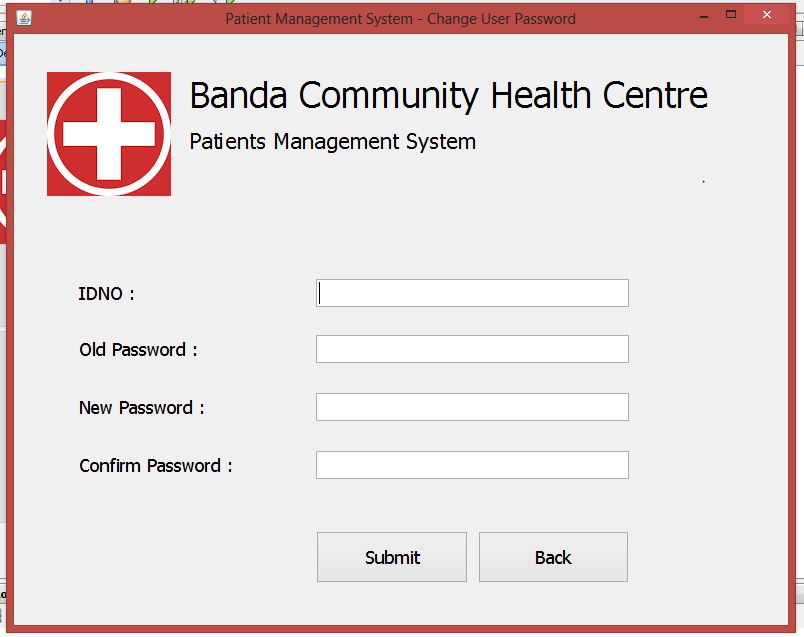 Patient Management System - Change User Password
Banda Community Health Centre
Patients Management System
IDNO :
Old Password :
New Password :
Confirm Password :
Submit Back